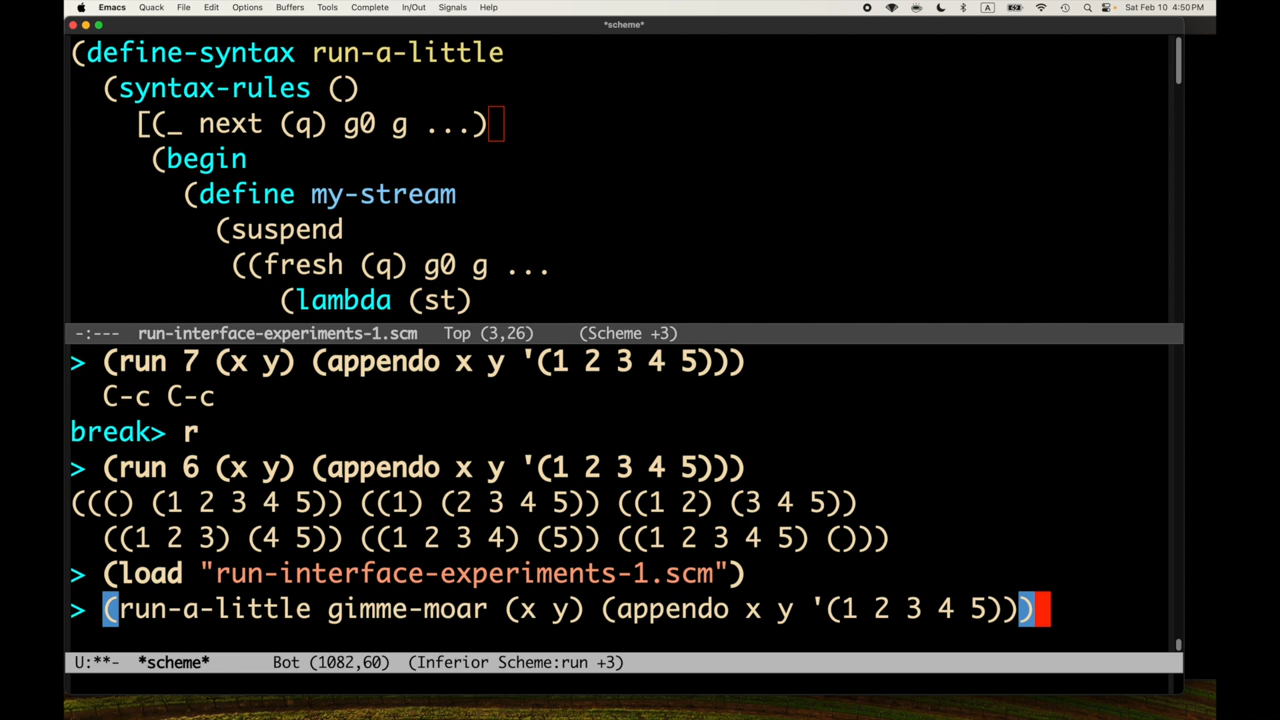 Emacs Quack File Edit Options Buffers Tools Complete In/Out Signals Help A Sat Feb 10 4:50 PM
*scheme*
(define-syntax run-a-little
(syntax-rules ()
[(_ next (q) g0 g ...)
(begin
(define my-stream
(suspend
((fresh (q) g0 g ...
(lambda (st)
-:--- run-interface-experiments-1.scm Top (3,26) (Scheme +3)
> (run 7 (x y) (appendo x y '(1 2 3 4 5)))
C-c C-c
break> r
> (run 6 (x y) (appendo x y '(1 2 3 4 5)))
((() (1 2 3 4 5)) ((1) (2 3 4 5)) ((1 2) (3 4 5))
((1 2 3) (4 5)) ((1 2 3 4) (5)) ((1 2 3 4 5) ()))
> (load "run-interface-experiments-1.scm")
> (run-a-little gimme-moar (x y) (appendo x y '(1 2 3 4 5)))
U:**- *scheme* Bot (1082,60) (Inferior Scheme:run +3)